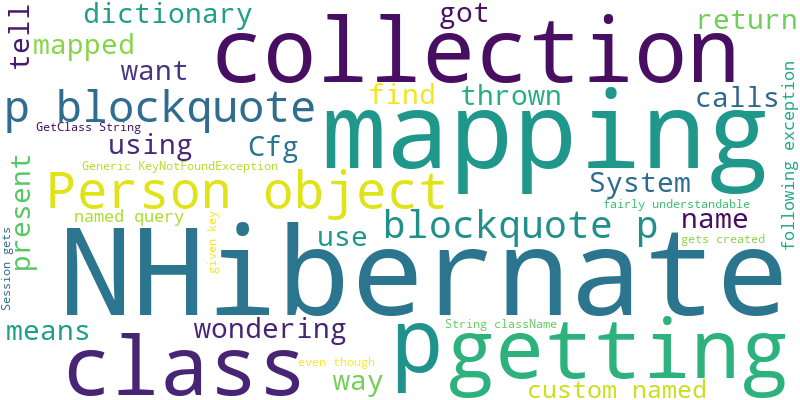 dictionary
got
return
tell
mapped
collection
want
p blockquote
find
thrown
calls
GetClass String
mapping
using
Cfg
Generic KeyNotFoundException
following exception
present
Person object
System
fairly understandable
named query
given key
blockquote p
name
use
gets created
Session gets
NHibernate
means
wondering
p
String className
getting
class
even though
way
custom named